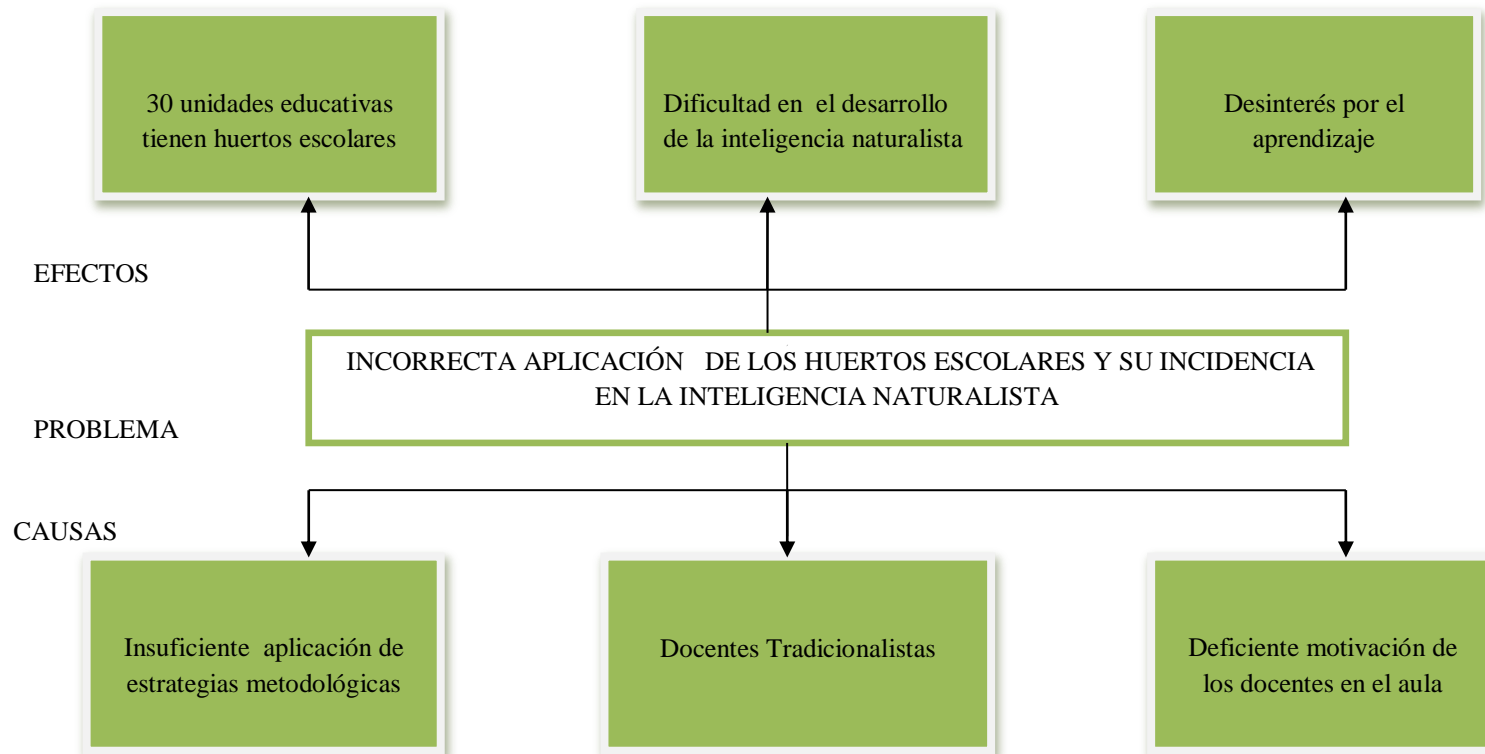 30 unidades educativas
tienen huertos escolares
Dificultad en el desarrollo
de la inteligencia naturalista
Desinterés por el
aprendizaje
EFECTOS
INCORRECTA APLICACIÓN DE LOS HUERTOS ESCOLARES Y SU INCIDENCIA
EN LA INTELIGENCIA NATURALISTA
PROBLEMA
CAUSAS
Insuficiente aplicación de
estrategias metodológicas
Docentes Tradicionalistas
Deficiente motivación de
los docentes en el aula